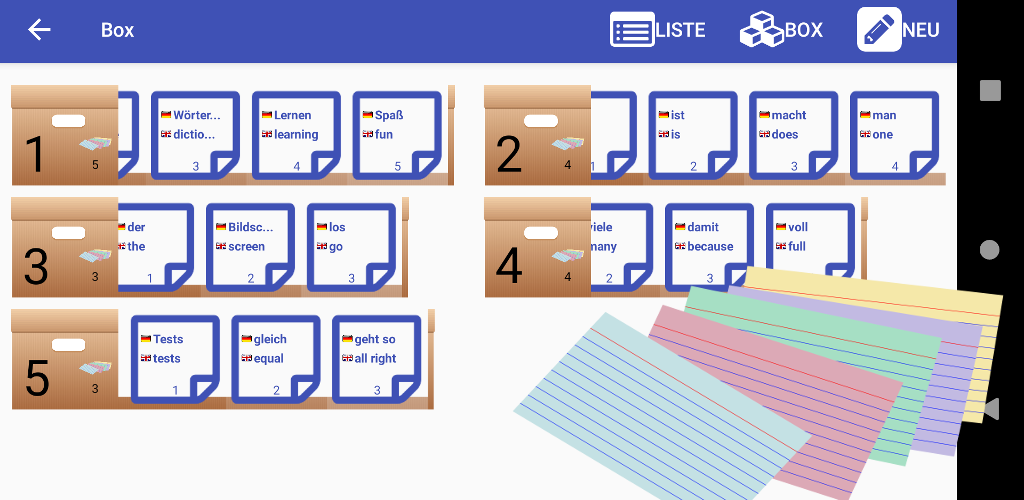 Box
LISTE
BOX
NEU
1
5
Wörter...
dictio...
3
Lernen
learning
4
Spaß
fun
5
2
4
1
ist
is
2
macht
does
3
man
one
4
3
3
der
the
1
Bildsc...
screen
2
los
go
3
4
4
viele
many
2
damit
because
3
voll
full
5
3
Tests
tests
1
gleich
equal
2
geht so
all right
3